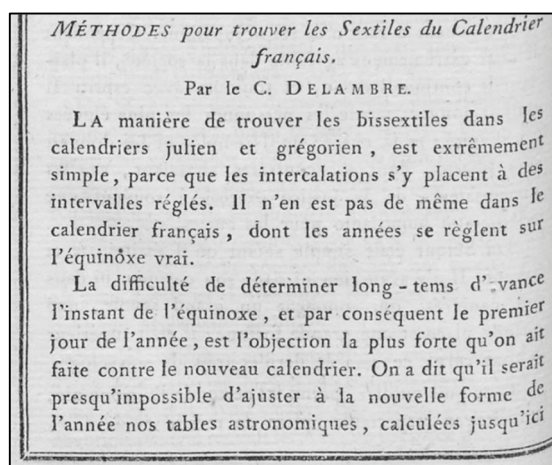 MÉTHODES pour trouver les Sextiles du Calendrier
français.
Par le C. DELAMBRE.
LA manière de trouver les bissextiles dans les
calendriers julien et grégorien, est extrêmement
simple, parce que les intercalations s'y placent à des
intervalles réglés. Il n'en est pas de même dans le
calendrier français, dont les années se règlent sur
l'équinoxe vrai.
La difficulté de déterminer long-tems d'avance
l'instant de l'équinoxe, et par conséquent le premier
jour de l'année, est l'objection la plus forte qu'on ait
faite contre le nouveau calendrier. On a dit qu'il serait
presqu'impossible d'ajuster à la nouvelle forme de
l'année nos tables astronomiques, calculées jusqu'ici